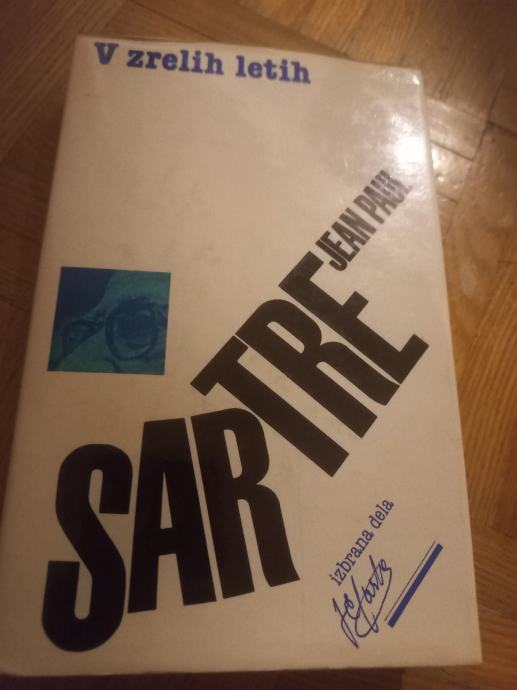 V zrelih letih
JEAN PAUL
SARTRE
izbrana dela